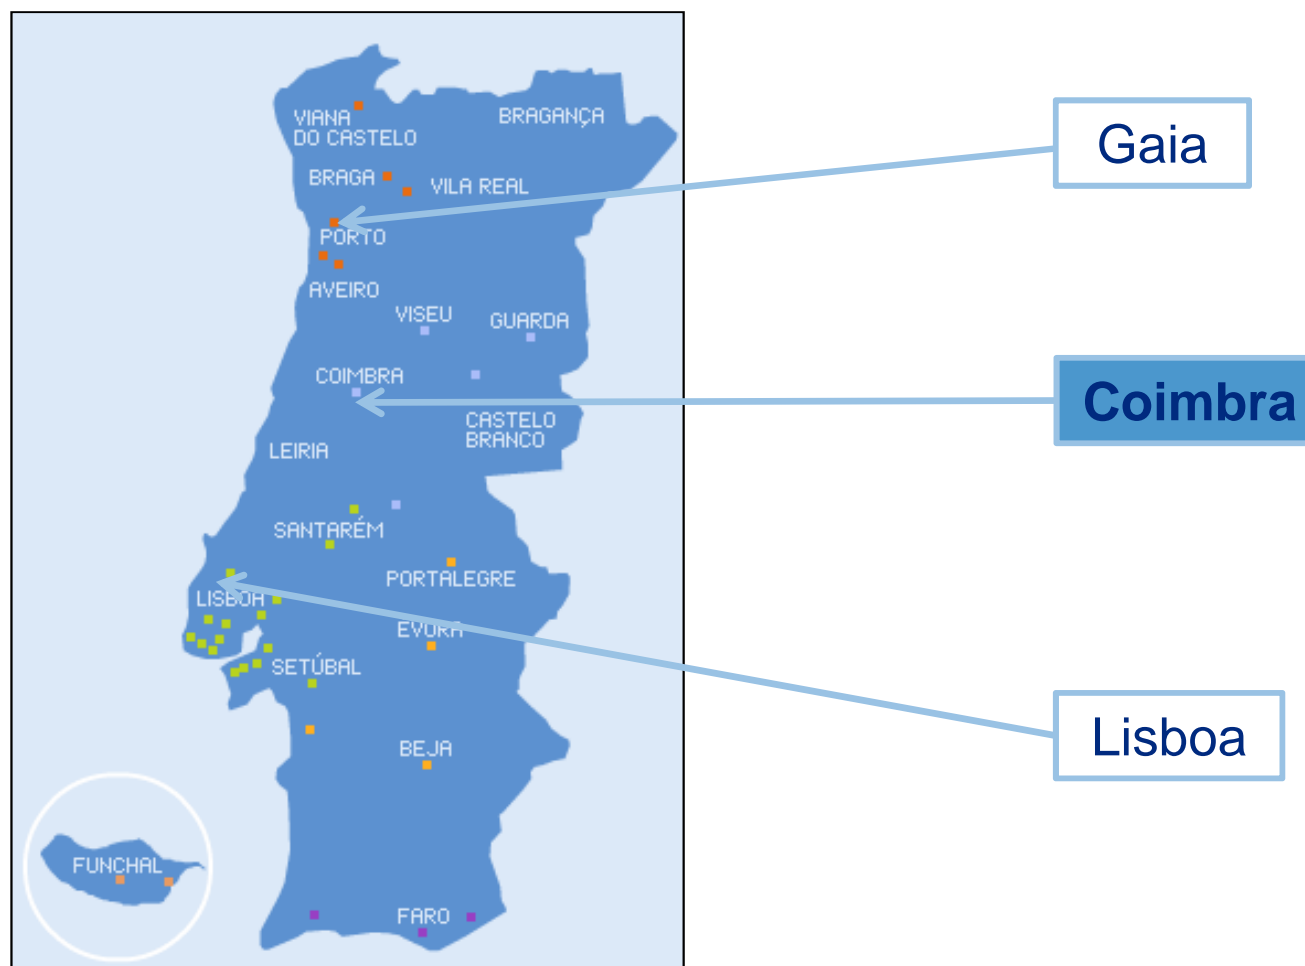 VIANA
DO CASTELO
BRAGANÇA
Gaia
BRAGA
VILA REAL
PORTO
AVEIRO
VISEU
GUARDA
COIMBRA
Coimbra
CASTELO
BRANCO
LEIRIA
SANTARÉM
PORTALEGRE
LISBOA
EVORA
SETÚBAL
Lisboa
BEJA
FUNCHAL
FARO